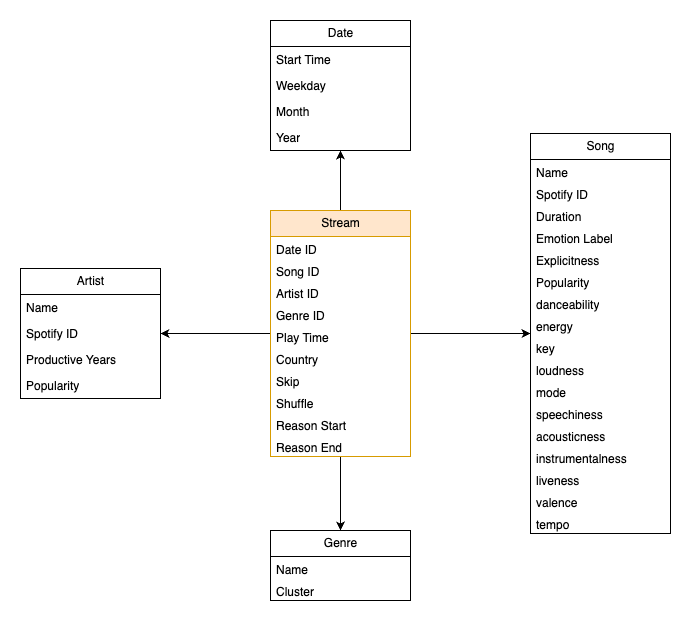 Date
Start Time
Weekday
Month
Year
Song
Name
Spotify ID
Duration
Emotion Label
Explicitness
Popularity
danceability
energy
key
loudness
mode
speechiness
acousticness
instrumentalness
liveness
valence
tempo
Stream
Date ID
Song ID
Artist ID
Genre ID
Play Time
Country
Skip
Shuffle
Reason Start
Reason End
Artist
Name
Spotify ID
Productive Years
Popularity
Genre
Name
Cluster